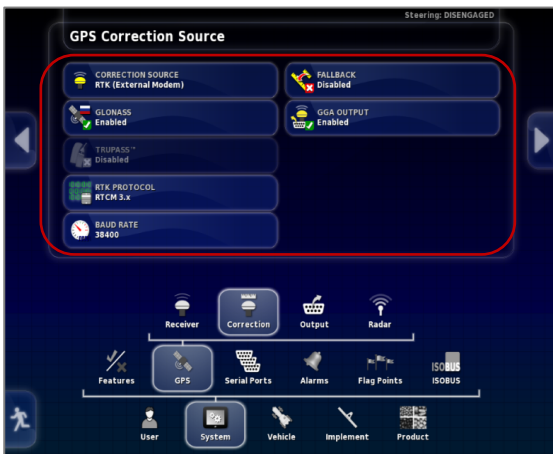 Steering: DISENGAGED
GPS Correction Source
CORRECTION SOURCE
RTK (External Modem)
FALLBACK
Disabled
GLONASS
Enabled
GGA OUTPUT
Enabled
TRUPASS™
Disabled
RTK PROTOCOL
RTCM 3.x
BAUD RATE
38400
Receiver
Correction
Output
Radar
Features
GPS
Serial Ports
Alarms
Flag Points
ISOBUS
ISOBUS
User
System
Vehicle
Implement
Product